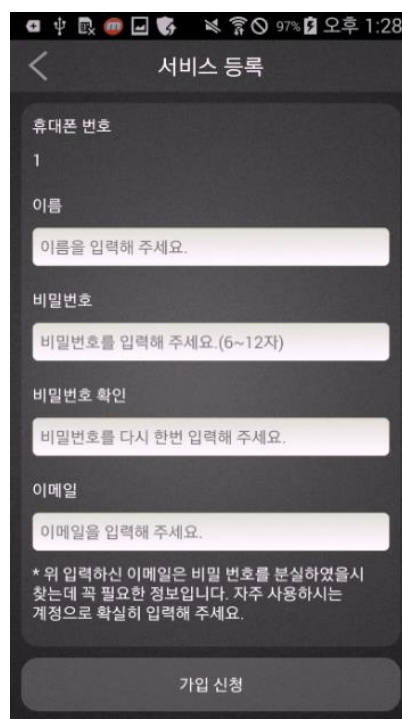 97% 오후 1:28
서비스 등록
휴대폰 번호
1
이름
이름을 입력해 주세요.
비밀번호
비밀번호를 입력해 주세요.(6~12자)
비밀번호 확인
비밀번호를 다시 한번 입력해 주세요.
이메일
이메일을 입력해 주세요.
* 위 입력하신 이메일은 비밀 번호를 분실하였을시
찾는데 꼭 필요한 정보입니다. 자주 사용하시는
계정으로 확실히 입력해 주세요.
가입 신청